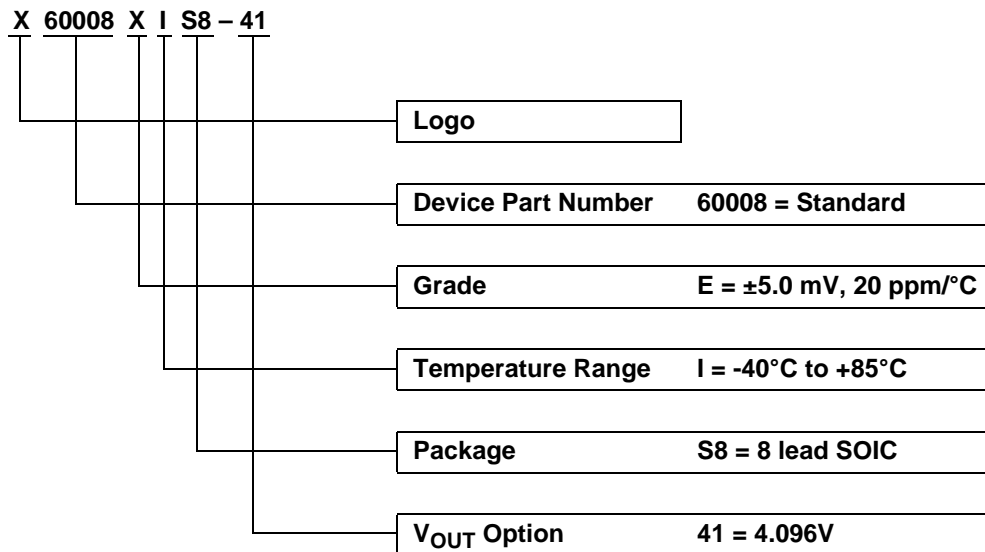 X 60008 X I S8 – 41
Logo
Device Part Number 60008 = Standard
Grade E = ±5.0 mV, 20 ppm/°C
Temperature Range I = -40°C to +85°C
Package S8 = 8 lead SOIC
VOUT Option 41 = 4.096V